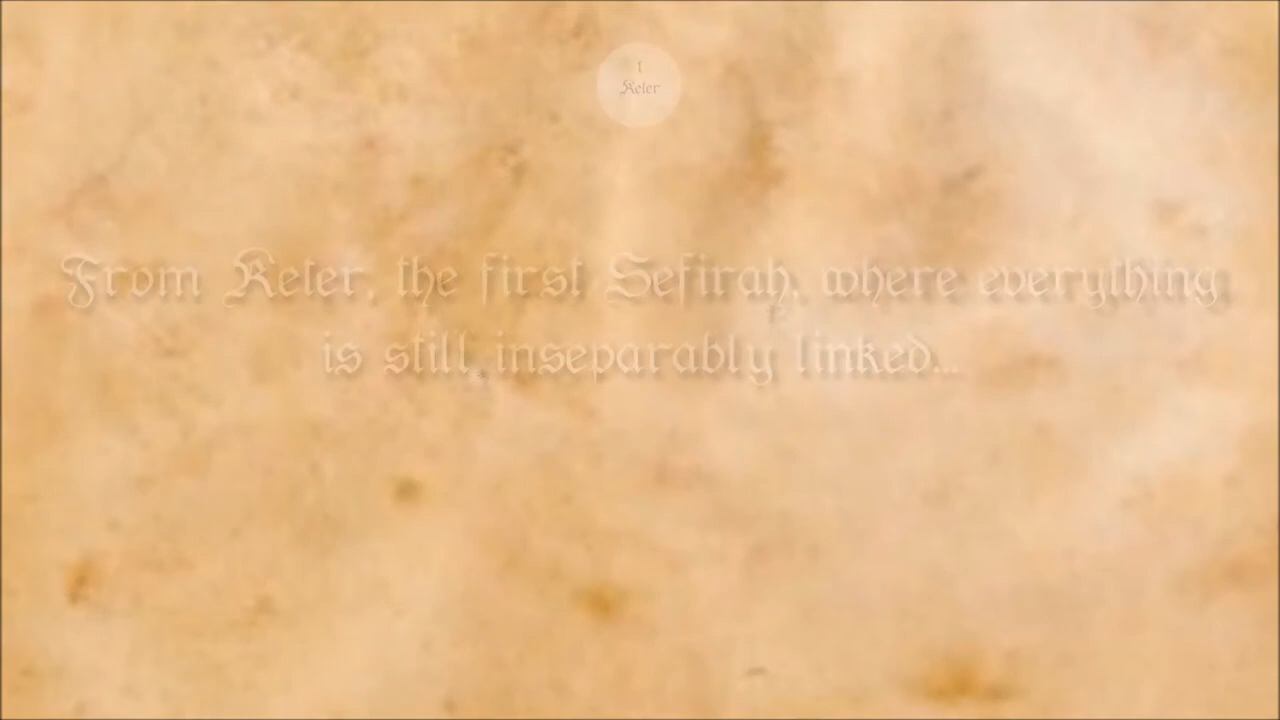 1
Keter
From Keter, the first Sefirah, where everything
is still inseparably linked...